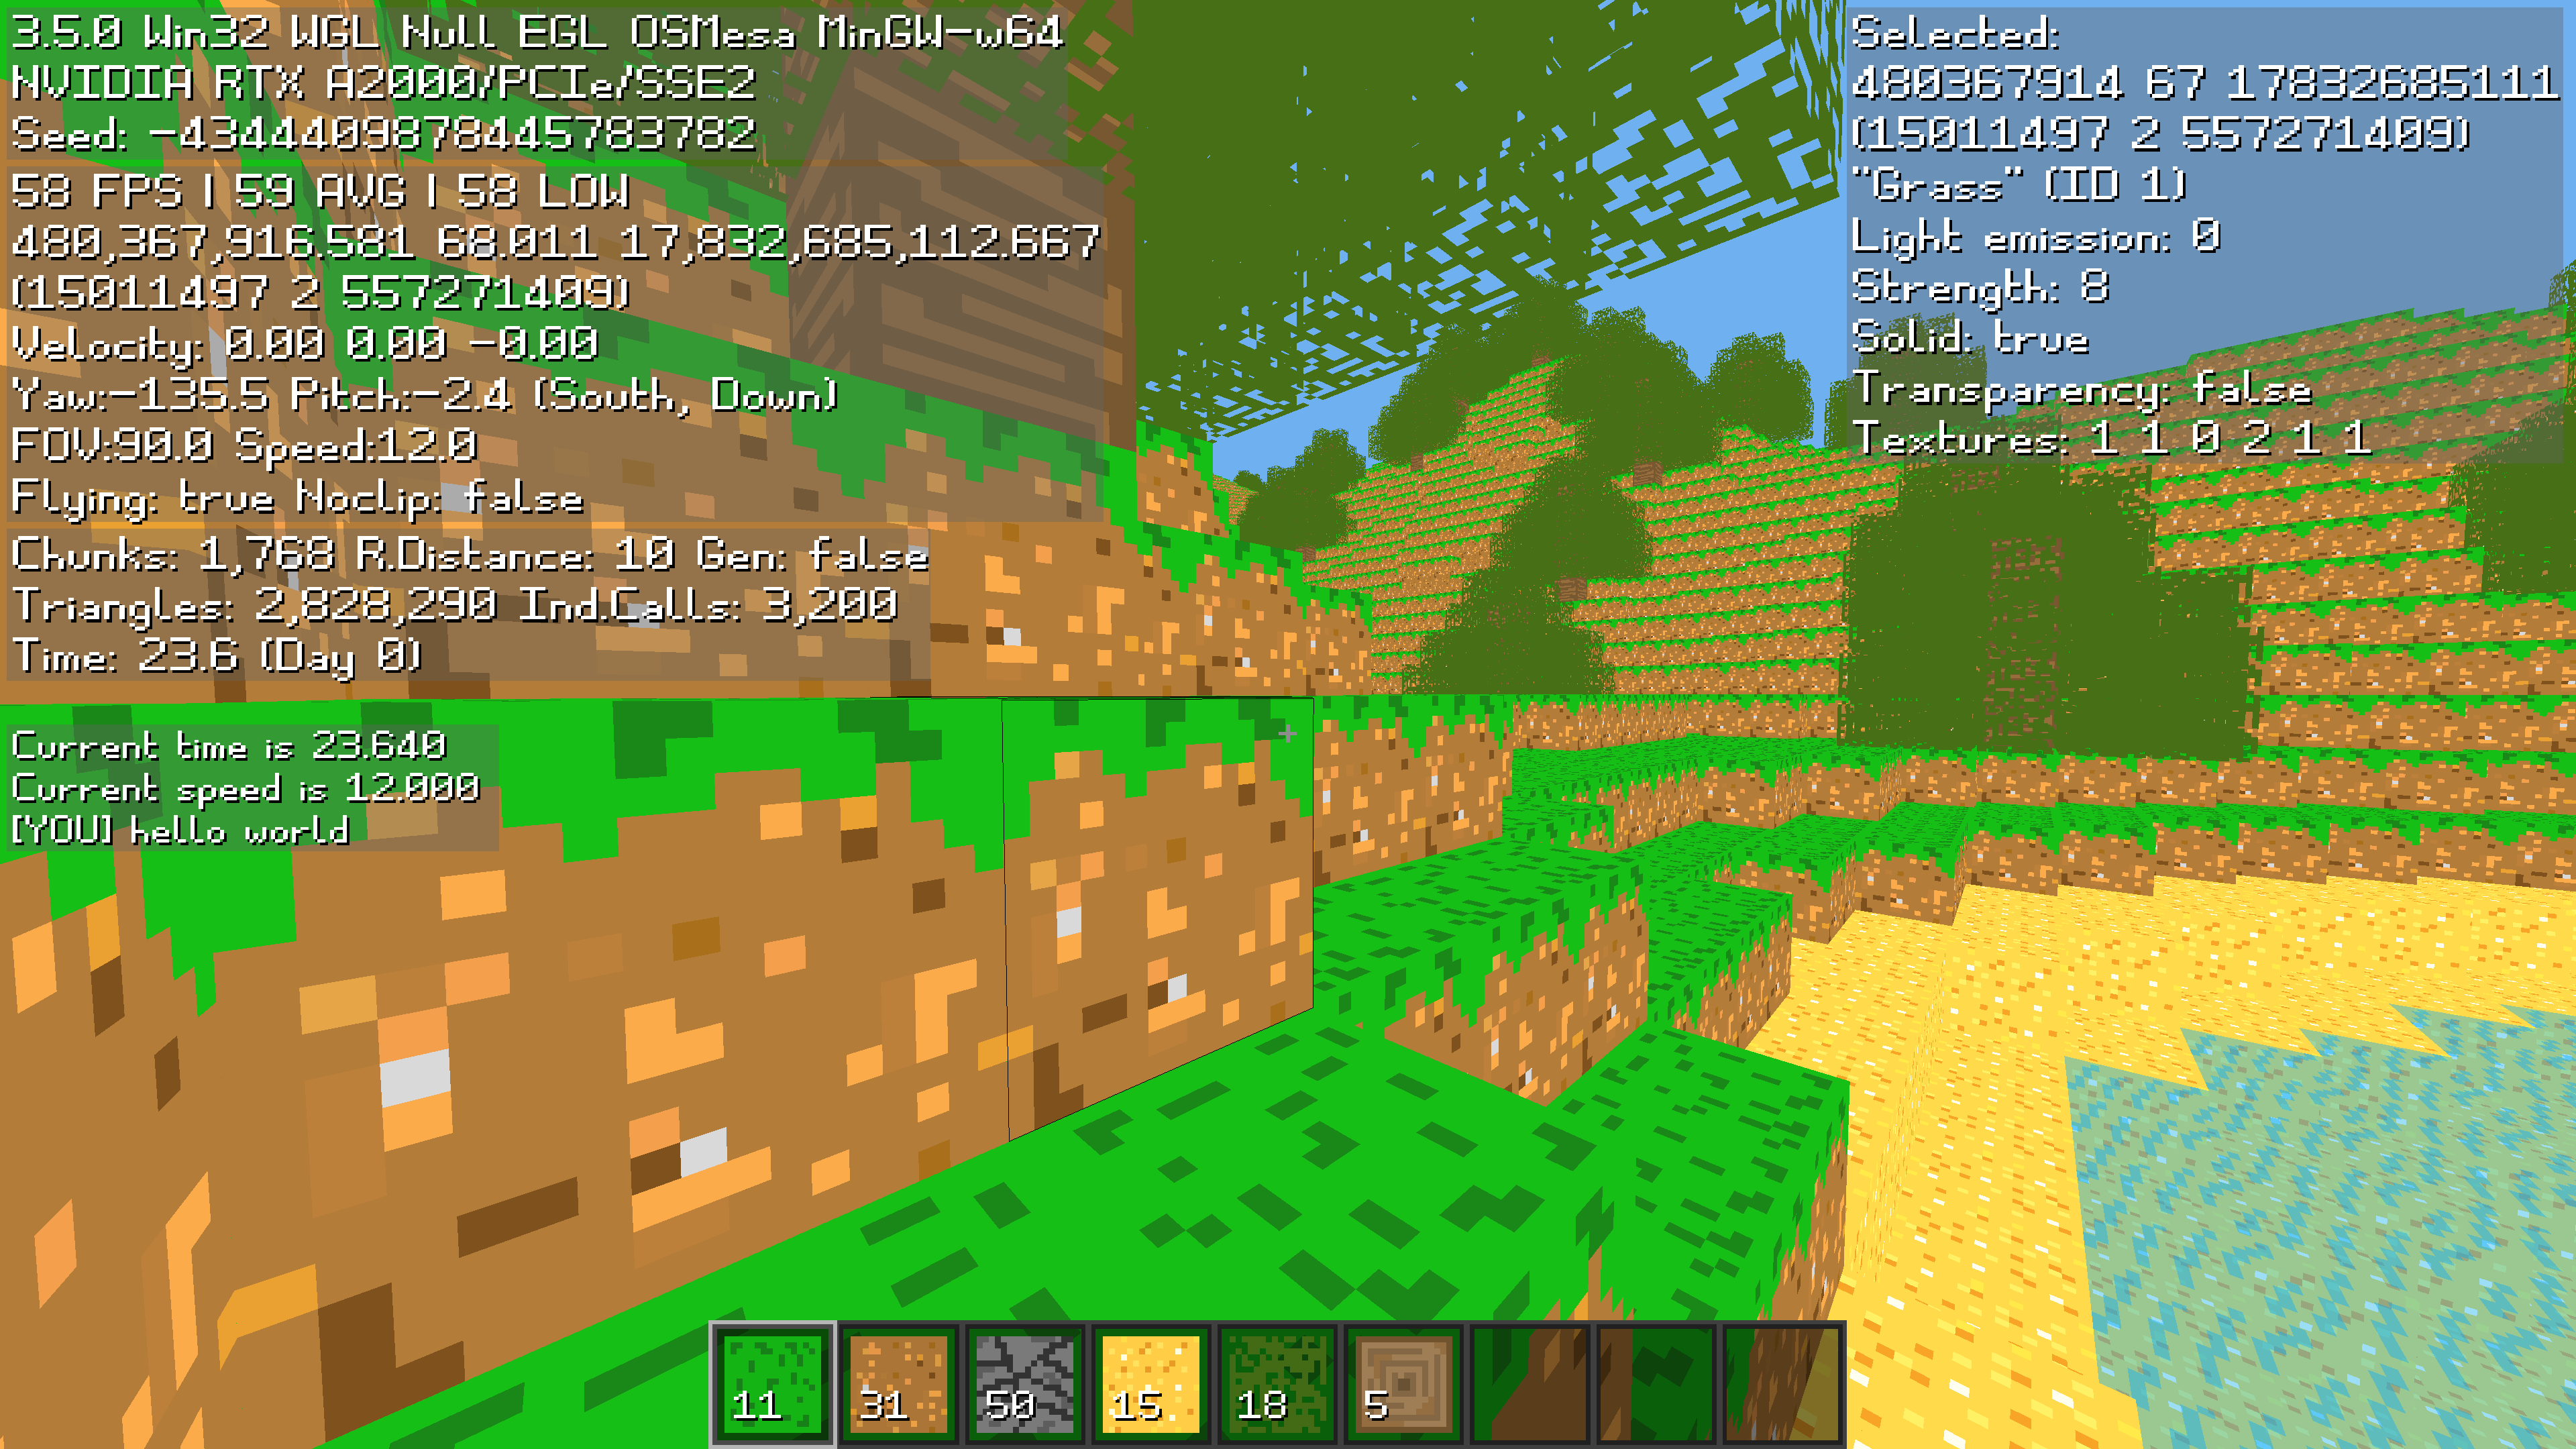 3.5.0 Win32 WGL Null EGL OSMesa MinGW-w64
NVIDIA RTX A2000/PCIe/SSE2
Seed: -4344409878445783782
58 FPS | 59 AVG | 58 LOW
480,367,916.581 68.011 17,832,685,112.667
(15011497 2 557271409)
Velocity: 0.00 0.00 -0.00
Yaw:-135.5 Pitch:-2.4 (South, Down)
FOV:90.0 Speed:12.0
Flying: true Noclip: false
Chunks: 1,768 R.Distance: 10 Gen: false
Triangles: 2,828,290 Ind.Calls: 3,200
Time: 23.6 (Day 0)
Current time is 23.640
Current speed is 12.000
[YOU] hello world
Selected:
480367914 67 17832685111
(15011497 2 557271409)
"Grass" (ID 1)
Light emission: 0
Strength: 8
Solid: true
Transparency: false
Textures: 1 1 0 2 1 1
11 31 50 15 18 5